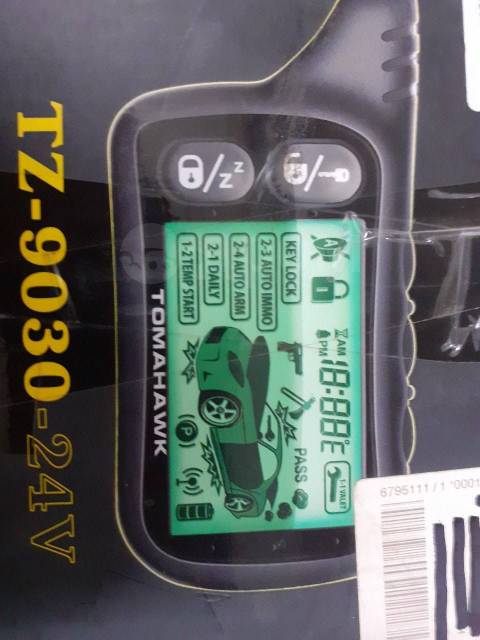 TZ-9030-24V
TOMAHAWK
KEY LOCK
2-3 AUTO IMMO
2-4 AUTO ARM
2-1 DAILY
1-2 TEMP START
AM
PM
18:88°C
PASS
1-1 VALET
P
Z Z
6795111 / 1 *0001